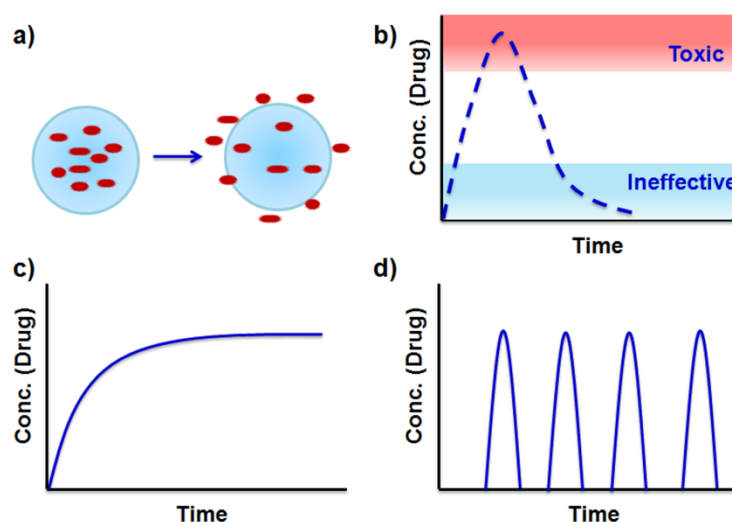 a)
b)
Conc. (Drug)
Toxic
Ineffective
Time
c)
Conc. (Drug)
Time
d)
Conc. (Drug)
Time